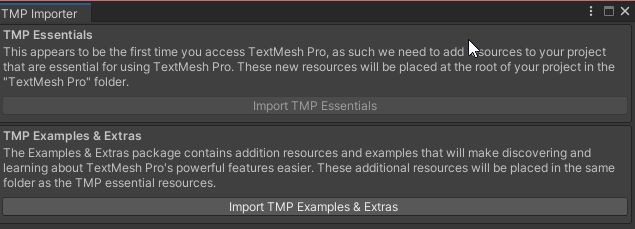 TMP Importer
TMP Essentials
This appears to be the first time you access TextMesh Pro, as such we need to add resources to your project
that are essential for using TextMesh Pro. These new resources will be placed at the root of your project in the
"TextMesh Pro" folder.
Import TMP Essentials
TMP Examples & Extras
The Examples & Extras package contains addition resources and examples that will make discovering and
learning about TextMesh Pro's powerful features easier. These additional resources will be placed in the same
folder as the TMP essential resources.
Import TMP Examples & Extras